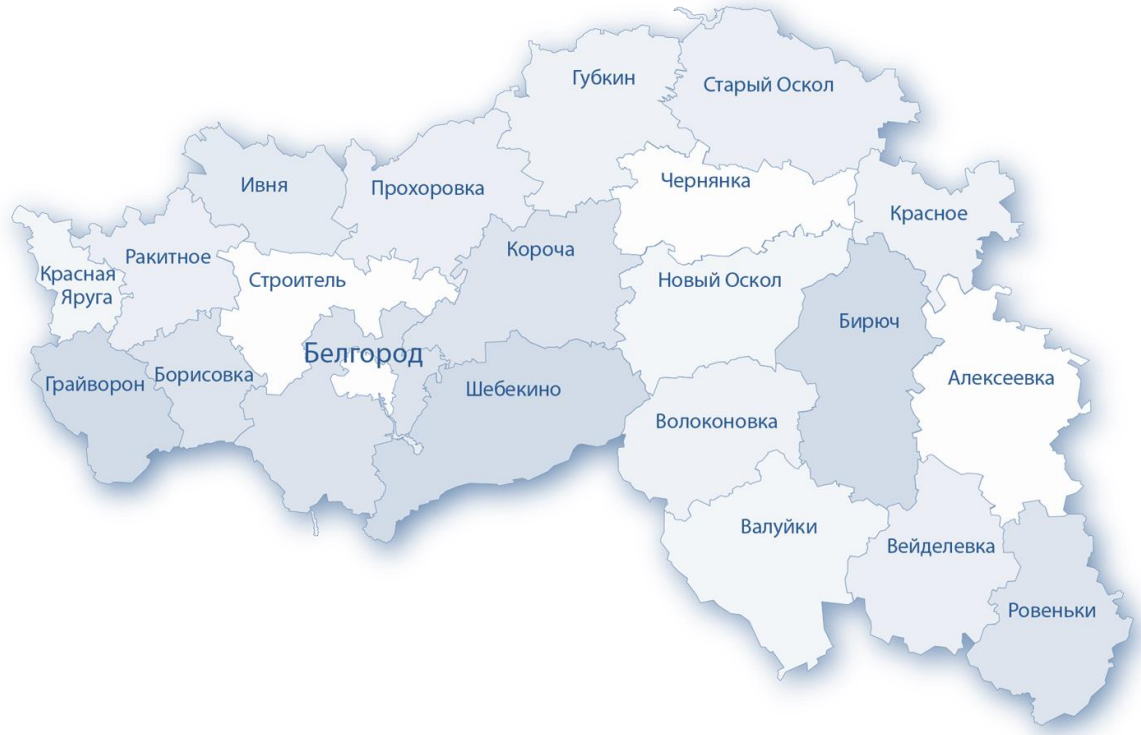 Губкин
Старый Оскол
Ивня
Прохоровка
Чернянка
Красное
Красная
Яруга
Ракитное
Строитель
Короча
Новый Оскол
Бирюч
Белгород
Грайворон
Борисовка
Шебекино
Алексеевка
Волоконовка
Валуйки
Вейделевка
Ровеньки